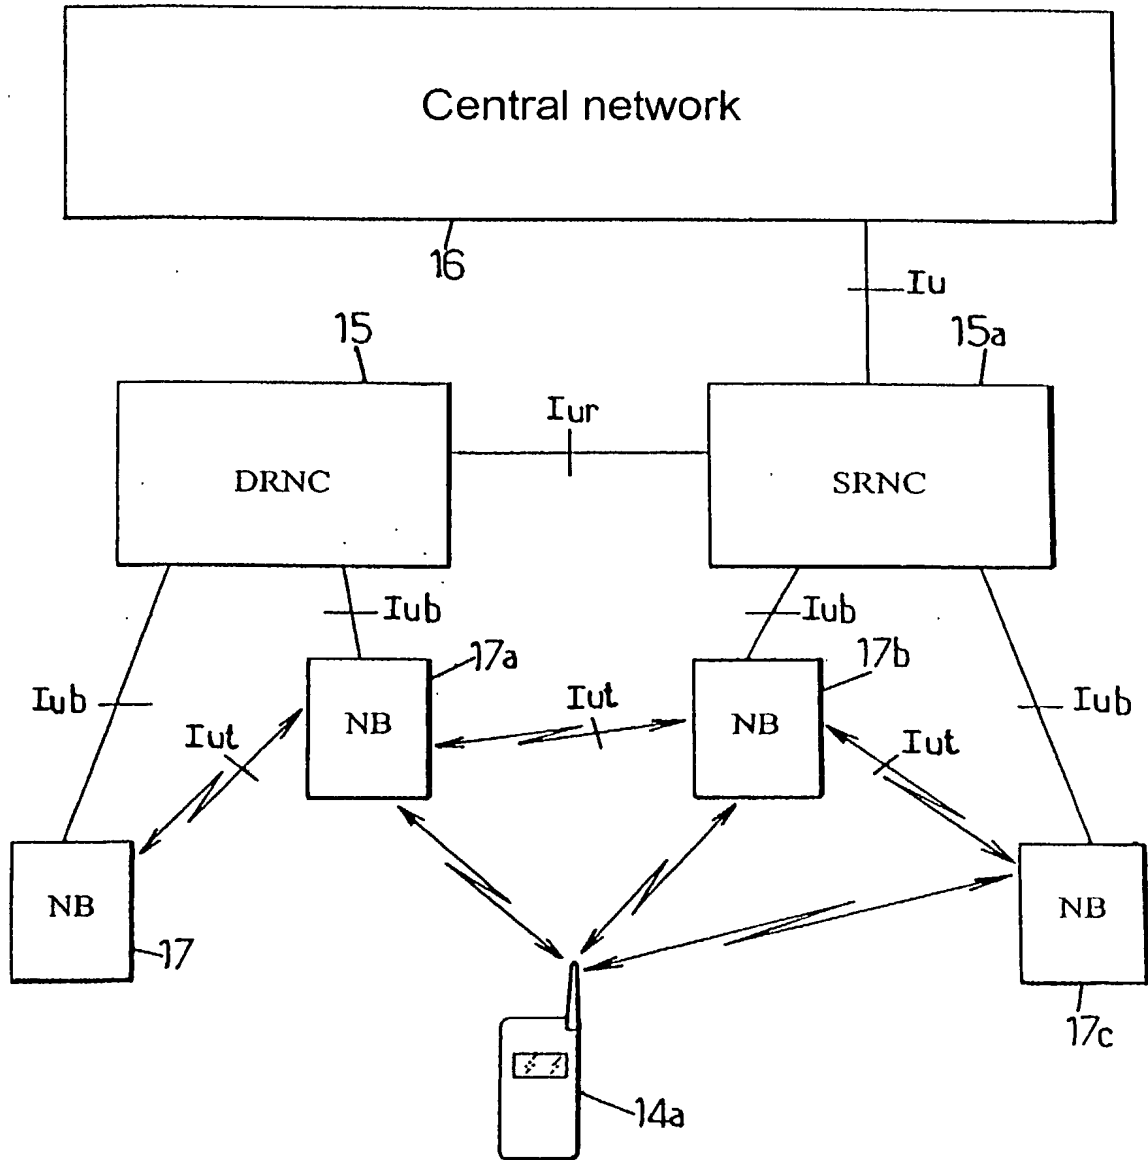 Central network
16
Iu
15
15a
Iur
DRNC
SRNC
Iub
Iub
17a
17b
Iub
Iut
Iut
NB
NB
Iut
Iub
NB
NB
17
17c
14a